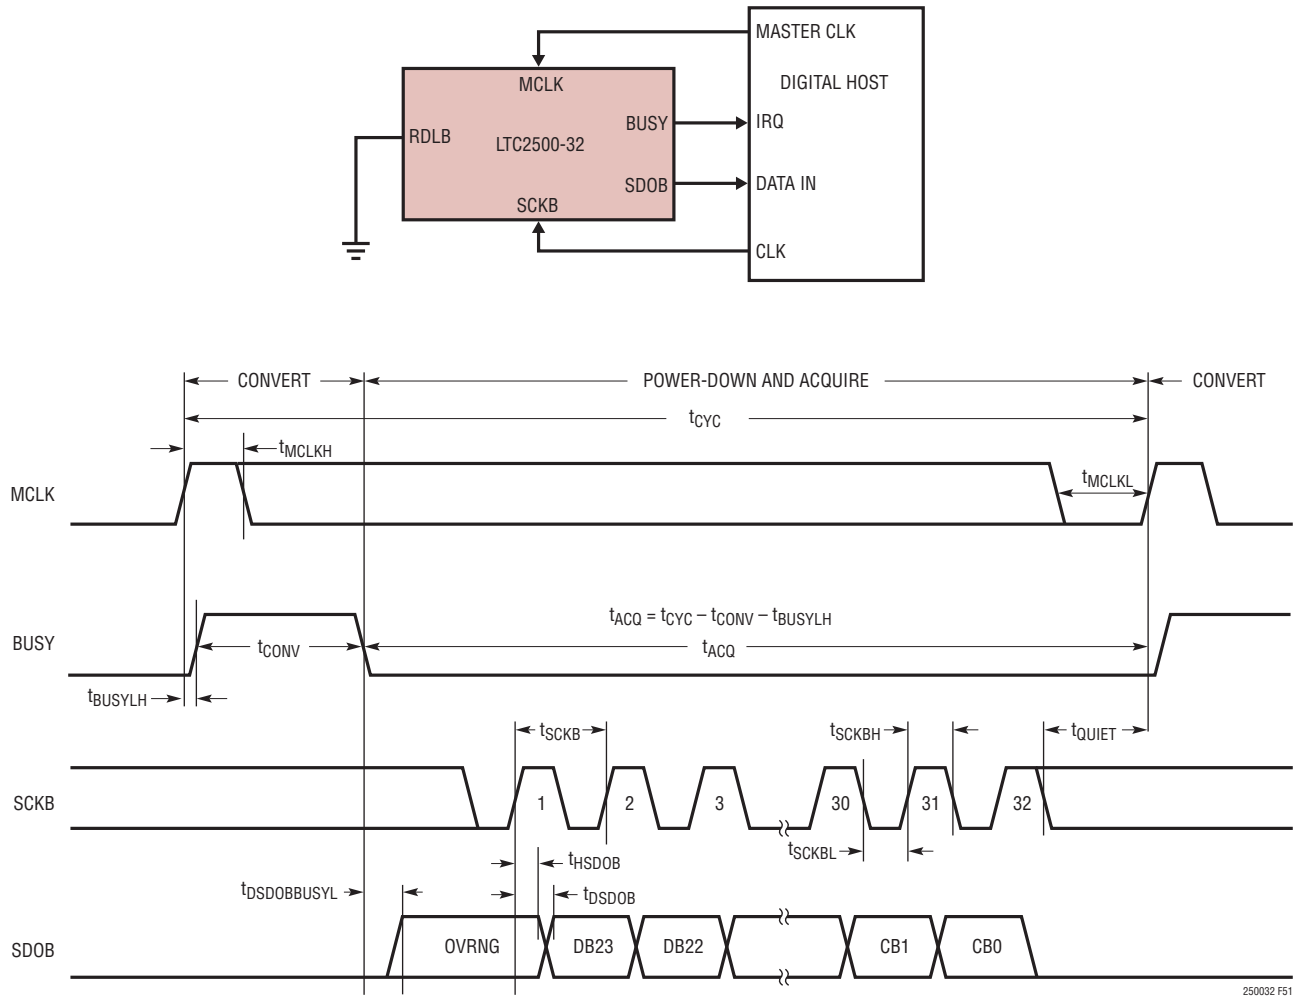 MASTER CLK
MCLK
DIGITAL HOST
BUSY
IRQ
RDLB
LTC2500-32
SDOB
DATA IN
SCKB
CLK
CONVERT
POWER-DOWN AND ACQUIRE
CONVERT
tCYC
tMCLKH
tMCLKL
MCLK
tACQ = tCYC – tCONV – tBUSYLH
BUSY
tCONV
tACQ
tBUSYLH
tSCKB
tSCKBH
tQUIET
SCKB
1
2
3
30
31
32
tSCKBL
tHSDOB
tDSDOBBUSYL
tDSDOB
SDOB
OVRNG
DB23
DB22
CB1
CB0
250032 F51